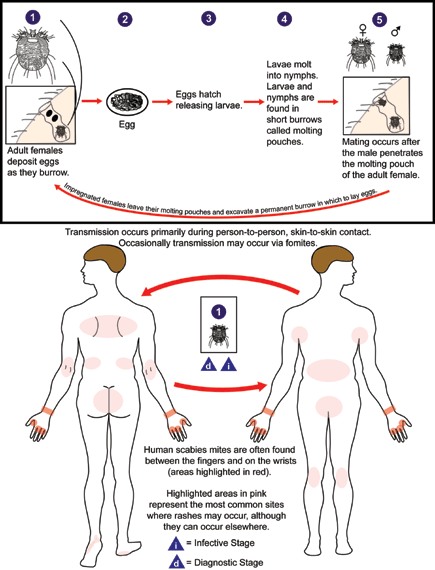 1
2
3
4
5
♀
♂
Adult females
deposit eggs
as they burrow.
Egg
Eggs hatch
releasing larvae.
Lavae molt
into nymphs.
Larvae and
nymphs are
found in
short burrows
called molting
pouches.
Mating occurs after
the male penetrates
the molting pouch
of the adult female.
Impregnated females leave their molting pouches and excavate a permanent burrow in which to lay eggs.
Transmission occurs primarily during person-to-person, skin-to-skin contact.
Occasionally transmission may occur via fomites.
1
d i
Human scabies mites are often found
between the fingers and on the wrists
(areas highlighted in red).
Highlighted areas in pink
represent the most common sites
where rashes may occur, although
they can occur elsewhere.
i = Infective Stage
d = Diagnostic Stage